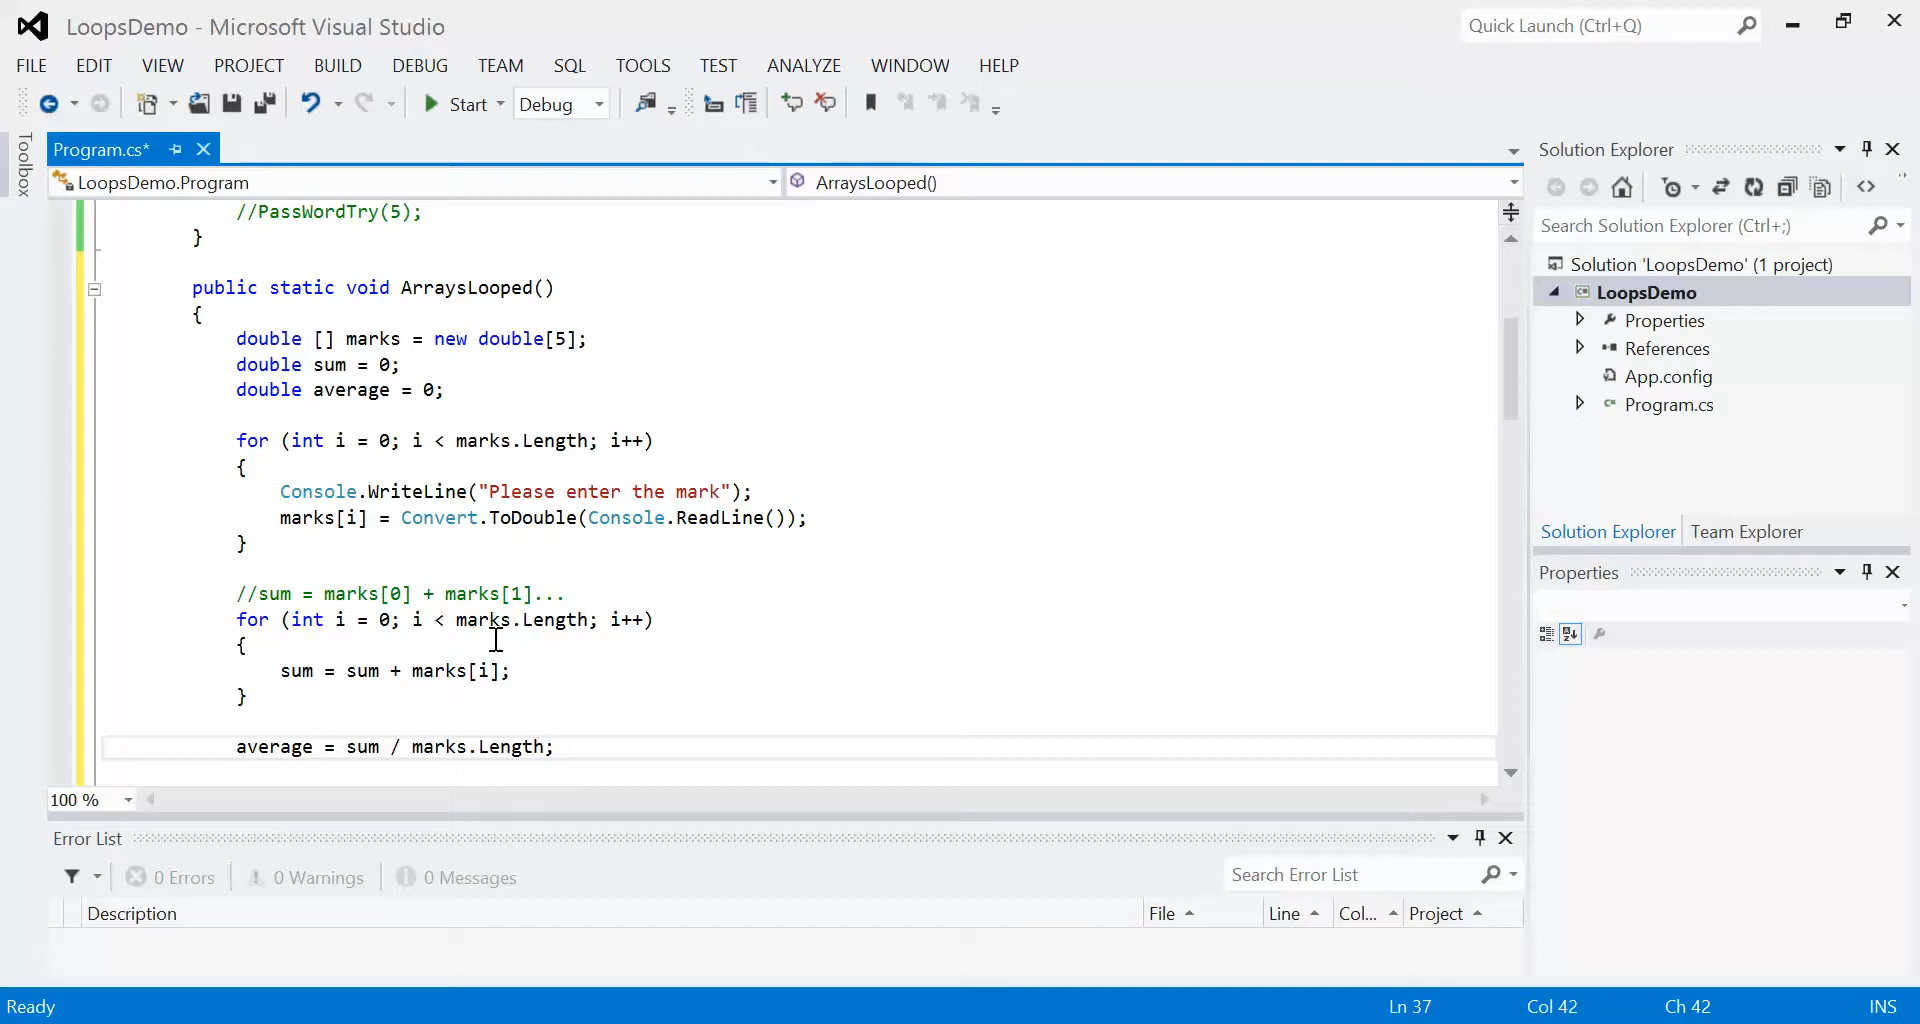 LoopsDemo - Microsoft Visual Studio
Quick Launch (Ctrl+Q)
FILE EDIT VIEW PROJECT BUILD DEBUG TEAM SQL TOOLS TEST ANALYZE WINDOW HELP
Start Debug
Toolbox
Program.cs*
LoopsDemo.Program
ArraysLooped()
//PassWordTry(5);
}
public static void ArraysLooped()
{
double [] marks = new double[5];
double sum = 0;
double average = 0;
for (int i = 0; i < marks.Length; i++)
{
Console.WriteLine("Please enter the mark");
marks[i] = Convert.ToDouble(Console.ReadLine());
}
//sum = marks[0] + marks[1]...
for (int i = 0; i < marks.Length; i++)
{
sum = sum + marks[i];
}
average = sum / marks.Length;
100 %
Error List
0 Errors 0 Warnings 0 Messages
Search Error List
Description File Line Col... Project
Solution Explorer
Search Solution Explorer (Ctrl+;)
Solution 'LoopsDemo' (1 project)
LoopsDemo
Properties
References
App.config
Program.cs
Solution Explorer Team Explorer
Properties
Ready Ln 37 Col 42 Ch 42 INS